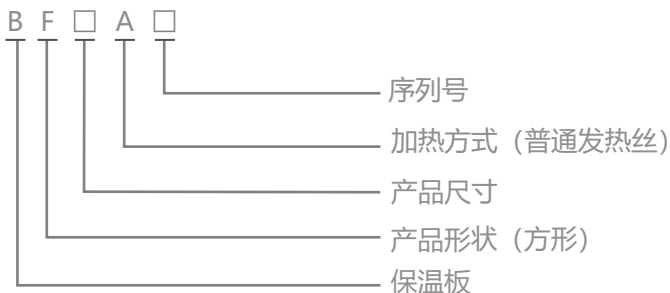 B F □ A □
序列号
加热方式（普通发热丝）
产品尺寸
产品形状（方形）
保温板